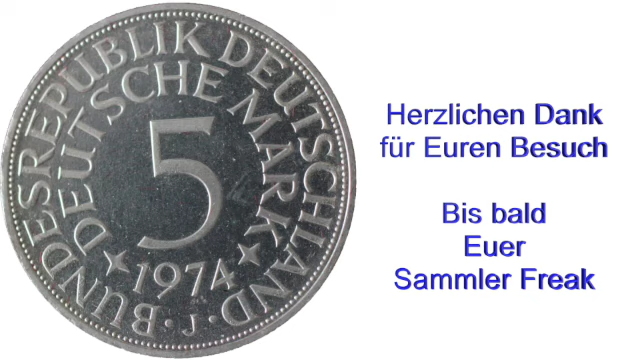 BUNDESREPUBLIK DEUTSCHLAND
DEUTSCHE MARK
5
1974
· J ·
Herzlichen Dank
für Euren Besuch
Bis bald
Euer
Sammler Freak